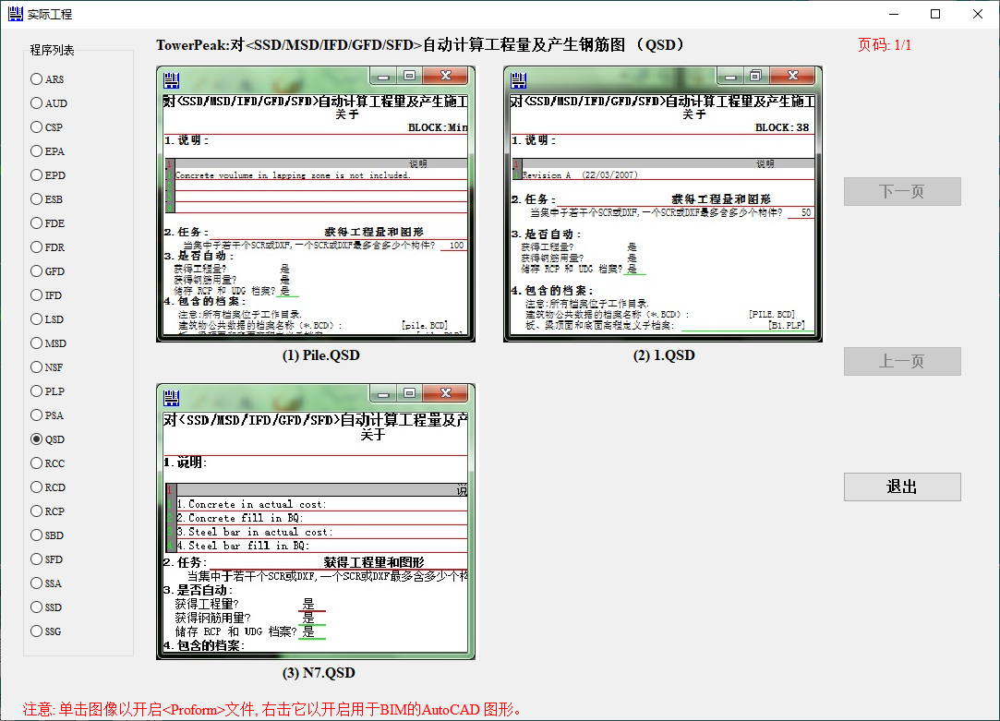 实际工程
程序列表
ARS
AUD
CSP
EPA
EPD
ESB
FDE
FDR
GFD
IFD
LSD
MSD
NSF
PLP
PSA
QSD
RCC
RCD
RCP
SBD
SFD
SSA
SSD
SSG
TowerPeak:对<SSD/MSD/IFD/GFD/SFD>自动计算工程量及产生钢筋图 （QSD）
页码: 1/1
对<SSD/MSD/IFD/GFD/SFD>自动计算工程量及产生施工
关于
BLOCK:Min
1.说明:
1
说明
Concrete youlume in lapping zone is not included.
2.任务:
获得工程量和图形
当集中于若干个SCR或DXF,一个SCR或DXF最多含多少个构件? 100
3.是否自动:
获得工程量? 是
获得钢筋用量? 是
储存 RCP 和 UDG 档案? 是
4.包含的档案:
注意:所有档案位于工作目录.
建筑物公共数据的档案名称 (*.BCD): [pile.BCD]
(1) Pile.QSD
对<SSD/MSD/IFD/GFD/SFD>自动计算工程量及产生施工
关于
BLOCK:38
1.说明:
1
说明
Revision A (22/03/2007)
2.任务:
获得工程量和图形
当集中于若干个SCR或DXF,一个SCR或DXF最多含多少个构件? 50
3.是否自动:
获得工程量? 是
获得钢筋用量? 是
储存 RCP 和 UDG 档案? 是
4.包含的档案:
注意:所有档案位于工作目录.
建筑物公共数据的档案名称 (*.BCD): [PILE.BCD]
板、梁顶面和底面高程定义子档案: [B1.PLP]
(2) 1.QSD
对<SSD/MSD/IFD/GFD/SFD>自动计算工程量及产
关于
1.说明:
1
说
1.Concrete in actual cost:
2.Concrete fill in BQ:
3.Steel bar in actual cost:
4.Steel bar fill in BQ:
2.任务:
获得工程量和图形
当集中于若干个SCR或DXF,一个SCR或DXF最多含多少个构
3.是否自动:
获得工程量? 是
获得钢筋用量? 是
储存 RCP 和 UDG 档案? 是
4.包含的档案:
(3) N7.QSD
下一页
上一页
退出
注意: 单击图像以开启<Proform>文件, 右击它以开启用于BIM的AutoCAD 图形。